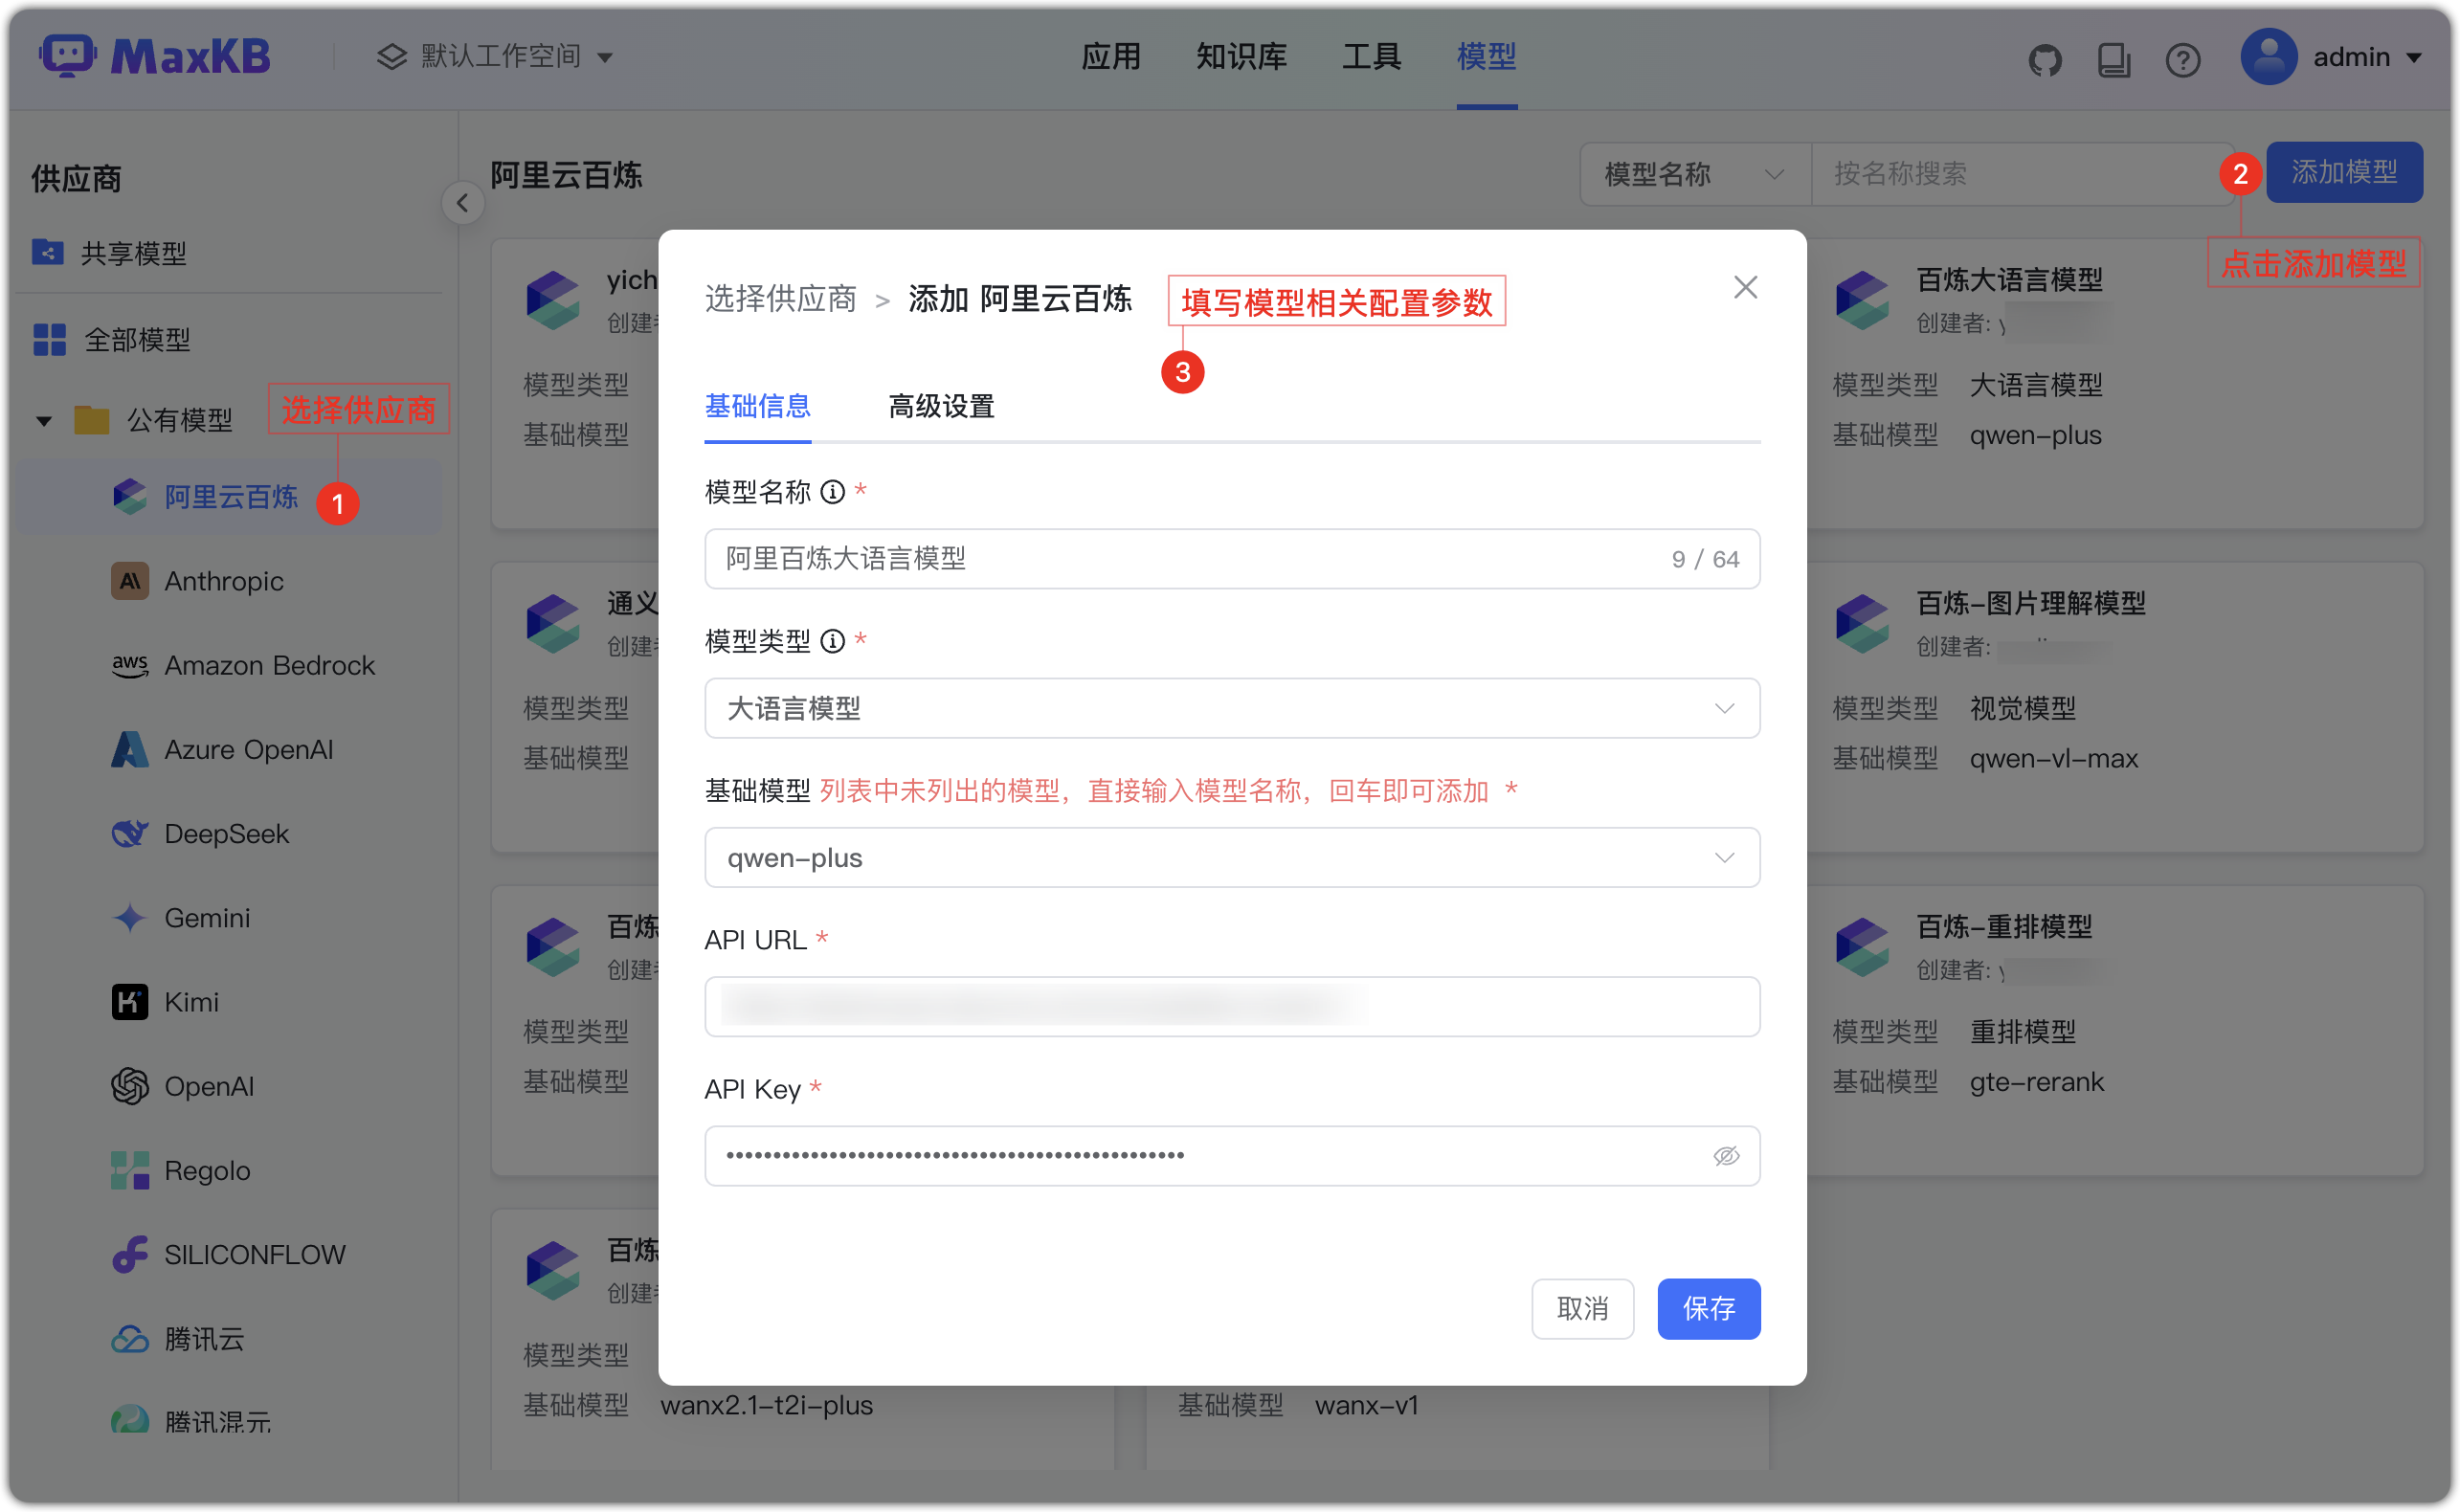 MaxKB
默认工作空间
应用 知识库 工具 模型
admin
供应商
共享模型
全部模型
公有模型
选择供应商
阿里云百炼
1
Anthropic
aws Amazon Bedrock
Azure OpenAI
DeepSeek
Gemini
Kimi
OpenAI
Regolo
SILICONFLOW
腾讯云
腾讯混元
阿里云百炼
模型名称 按名称搜索
2
添加模型
点击添加模型
yich
模型类型
基础模型
通义
模型类型
基础模型
百炼
模型类型
基础模型
百炼
模型类型
基础模型 wanx2.1-t2i-plus
基础模型 wanx-v1
百炼大语言模型
创建者:
模型类型 大语言模型
基础模型 qwen-plus
百炼-图片理解模型
创建者:
模型类型 视觉模型
基础模型 qwen-vl-max
百炼-重排模型
创建者:
模型类型 重排模型
基础模型 gte-rerank
选择供应商 > 添加 阿里云百炼
填写模型相关配置参数
3
基础信息 高级设置
模型名称 *
阿里百炼大语言模型 9 / 64
模型类型 *
大语言模型
基础模型 列表中未列出的模型，直接输入模型名称，回车即可添加 *
qwen-plus
API URL *
API Key *
取消 保存